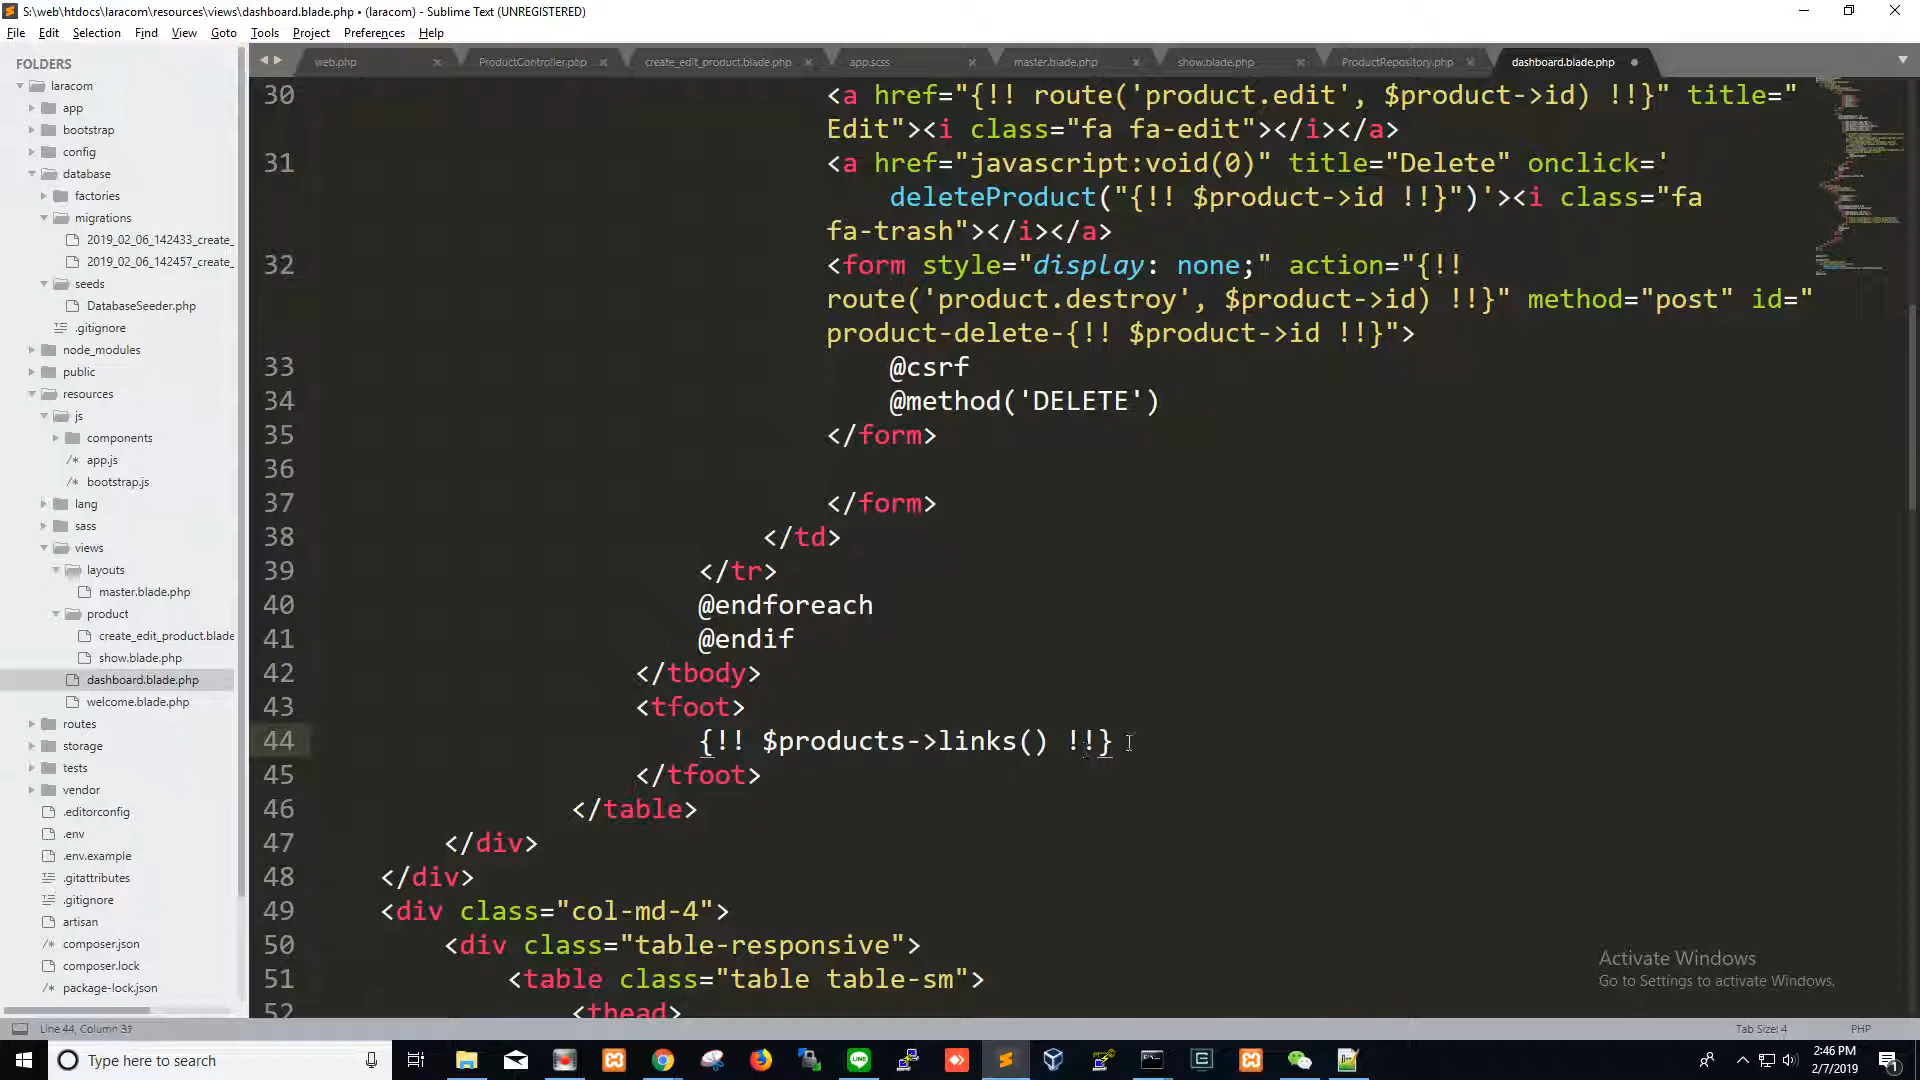 S:\web\htdocs\laracom\resources\views\dashboard.blade.php • (laracom) - Sublime Text (UNREGISTERED)
File Edit Selection Find View Goto Tools Project Preferences Help
FOLDERS
laracom
app
bootstrap
config
database
factories
migrations
2019_02_06_142433_create_
2019_02_06_142457_create_
seeds
DatabaseSeeder.php
.gitignore
node_modules
public
resources
js
components
app.js
bootstrap.js
lang
sass
views
layouts
master.blade.php
product
create_edit_product.blade
show.blade.php
dashboard.blade.php
welcome.blade.php
routes
storage
tests
vendor
.editorconfig
.env
.env.example
.gitattributes
.gitignore
artisan
composer.json
composer.lock
package-lock.json
web.php ProductController.php create_edit_product.blade.php app.scss master.blade.php show.blade.php ProductRepository.php dashboard.blade.php
30 <a href="{!! route('product.edit', $product->id) !!}" title="
Edit"><i class="fa fa-edit"></i></a>
31 <a href="javascript:void(0)" title="Delete" onclick='
deleteProduct("{!! $product->id !!}")'><i class="fa
fa-trash"></i></a>
32 <form style="display: none;" action="{!!
route('product.destroy', $product->id) !!}" method="post" id="
product-delete-{!! $product->id !!}">
33 @csrf
34 @method('DELETE')
35 </form>
36
37 </form>
38 </td>
39 </tr>
40 @endforeach
41 @endif
42 </tbody>
43 <tfoot>
44 {!! $products->links() !!}
45 </tfoot>
46 </table>
47 </div>
48 </div>
49 <div class="col-md-4">
50 <div class="table-responsive">
51 <table class="table table-sm">
52 <thead>
Activate Windows
Go to Settings to activate Windows.
Line 44, Column 31 Tab Size: 4 PHP
Type here to search
2:46 PM
2/7/2019
1